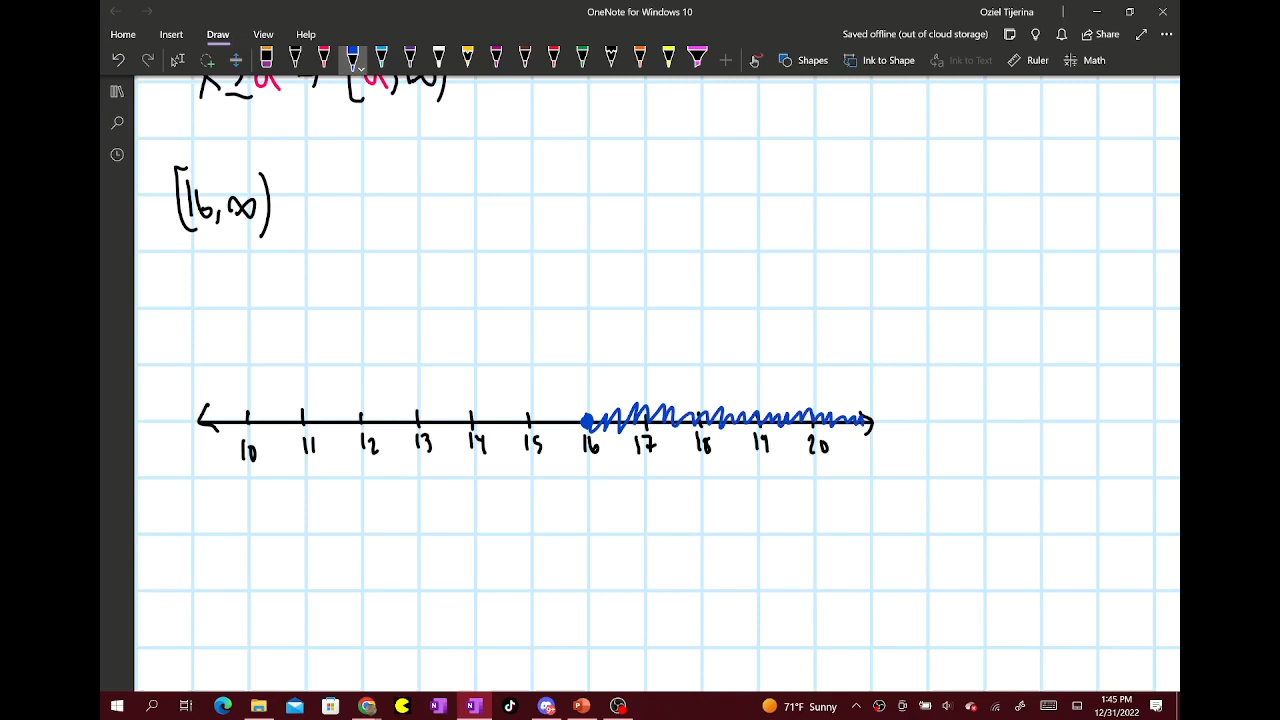 OneNote for Windows 10
Oziel Tijerina
Home Insert Draw View Help
Saved offline (out of cloud storage) Share
Shapes Ink to Shape Ink to Text Ruler Math
x ≥ a → [a, ∞)
[16, ∞)
10 11 12 13 14 15 16 17 18 19 20
71°F Sunny
1:45 PM
12/31/2022